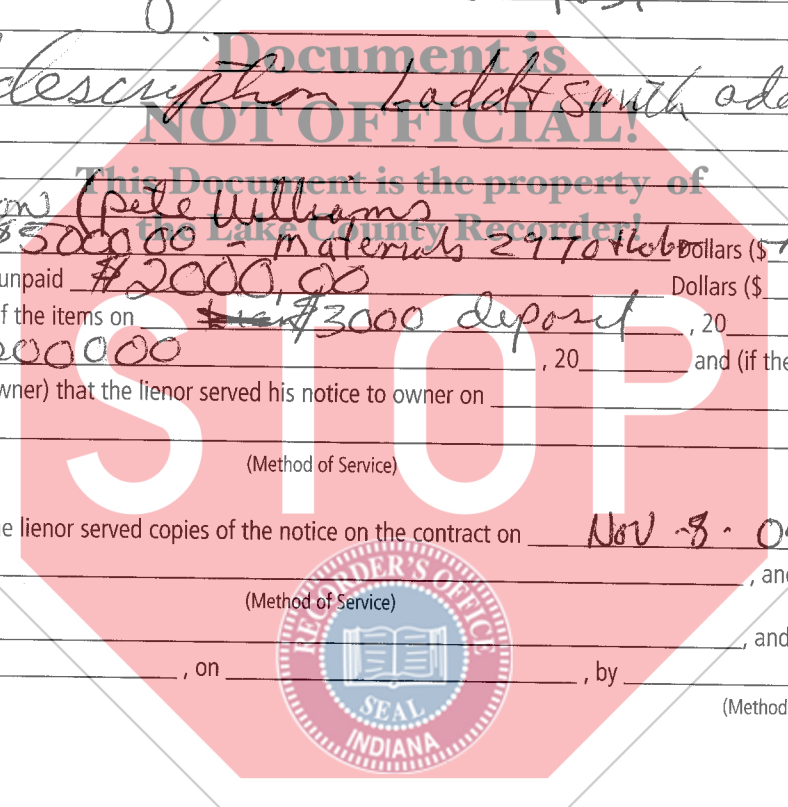 Document is
description Ladd + Smith add
NOT OFFICIAL!
This Document is the property of
(Pete Williams
the Lake County Recorder!
$500000 - materials 2970 + labor Dollars ($
unpaid $2000,00 Dollars ($
f the items on $3000 deposit , 20
00000 , 20 and (if the
wner) that the lienor served his notice to owner on
STOP
(Method of Service)
e lienor served copies of the notice on the contract on Nov -8- 0
, and
(Method of Service)
, and
, on , by
(Method
RECORDER'S OFFICE
SEAL
INDIANA